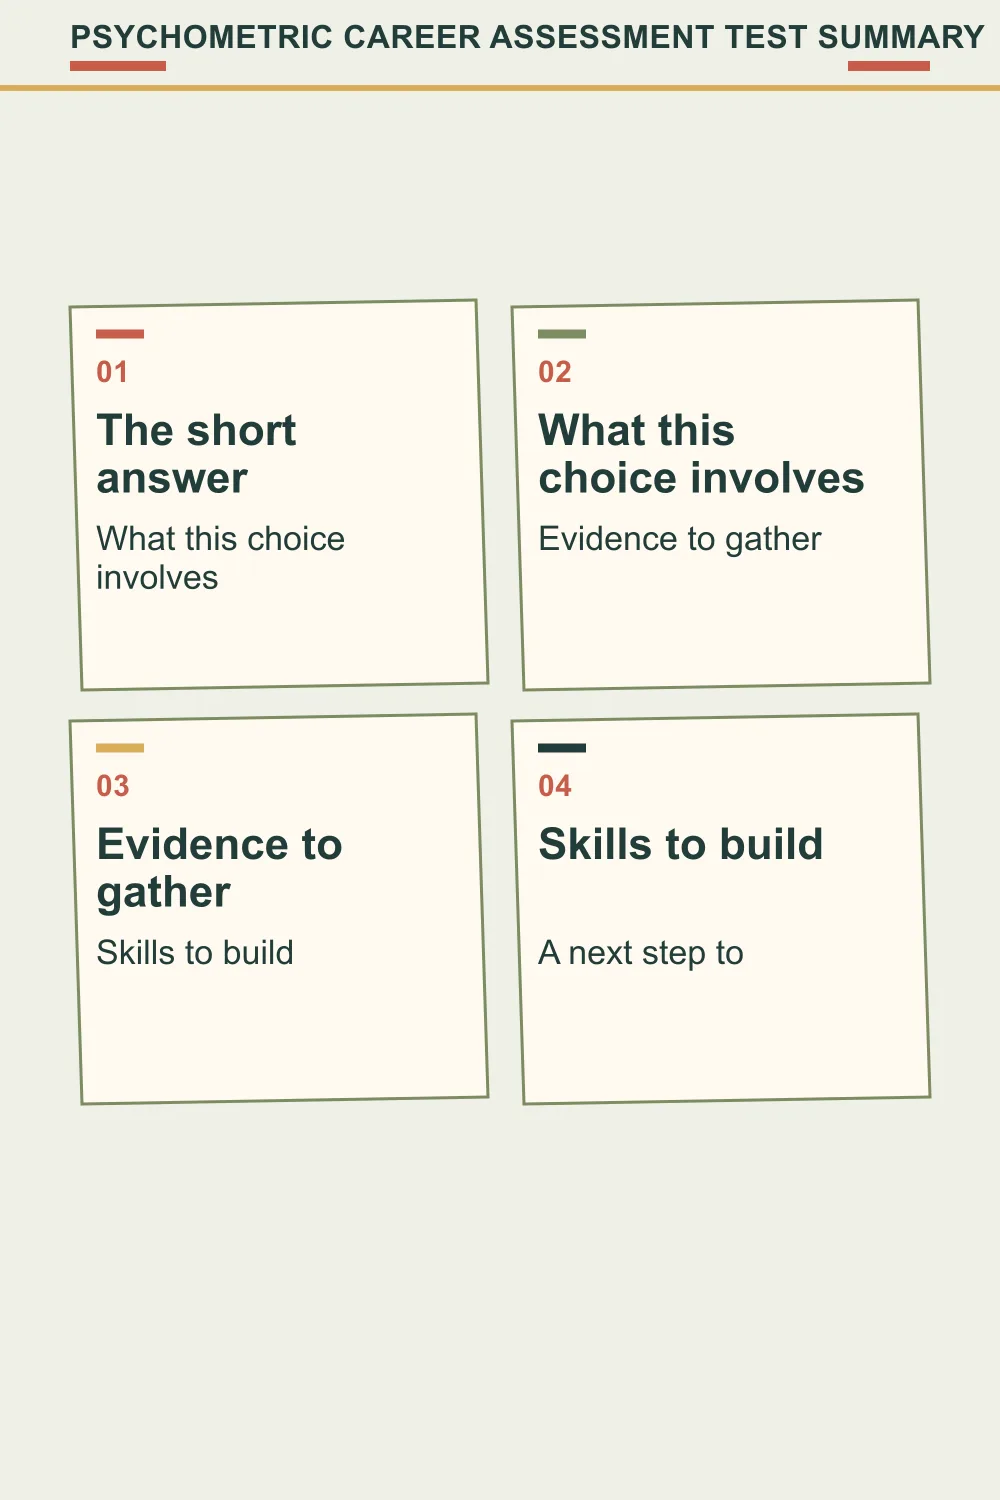 PSYCHOMETRIC CAREER ASSESSMENT TEST SUMMARY
01
The short
answer
What this choice
involves
02
What this
choice involves
Evidence to gather
03
Evidence to
gather
Skills to build
04
Skills to build
A next step to